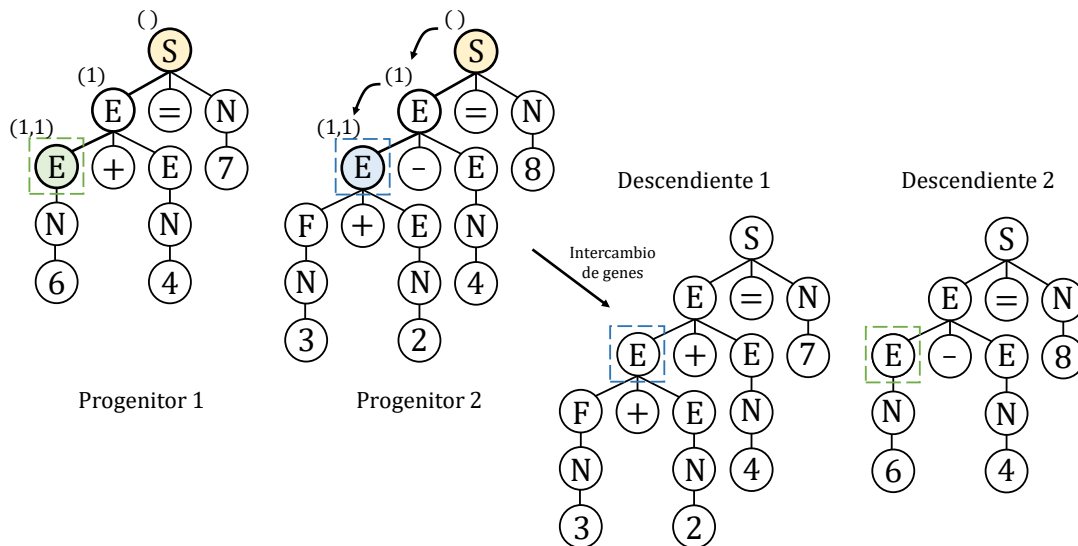 ( )
S
(1)
E = N
(1,1)
E + E 7
N N
6 4
Progenitor 1
( )
S
(1)
E = N
(1,1)
E - E 8
F + E N
N N 4
3 2
Progenitor 2
Intercambio
de genes
Descendiente 1
S
E = N
E + E 7
F + E N
N N 4
3 2
Descendiente 2
S
E = N
E - E 8
N N
6 4